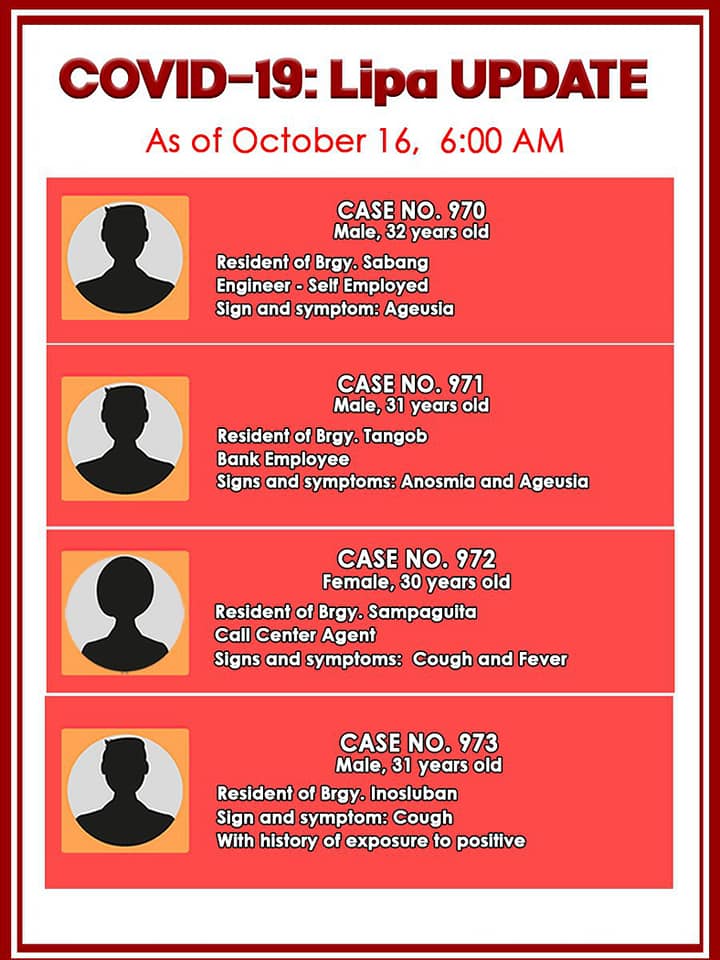 COVID-19: Lipa UPDATE
As of October 16, 6:00 AM
CASE NO. 970
Male, 32 years old
Resident of Brgy. Sabang
Engineer - Self Employed
Sign and symptom: Ageusia
CASE NO. 971
Male, 31 years old
Resident of Brgy. Tangob
Bank Employee
Signs and symptoms: Anosmia and Ageusia
CASE NO. 972
Female, 30 years old
Resident of Brgy. Sampaguita
Call Center Agent
Signs and symptoms: Cough and Fever
CASE NO. 973
Male, 31 years old
Resident of Brgy. Inosluban
Sign and symptom: Cough
With history of exposure to positive